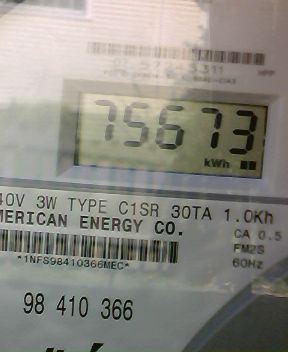 75673
kWh
40V 3W TYPE C1SR 30TA 1.0Kh
MERICAN ENERGY CO.
CA 0.5
FM2S
60Hz
*1NFS98410366MEC*
98 410 366